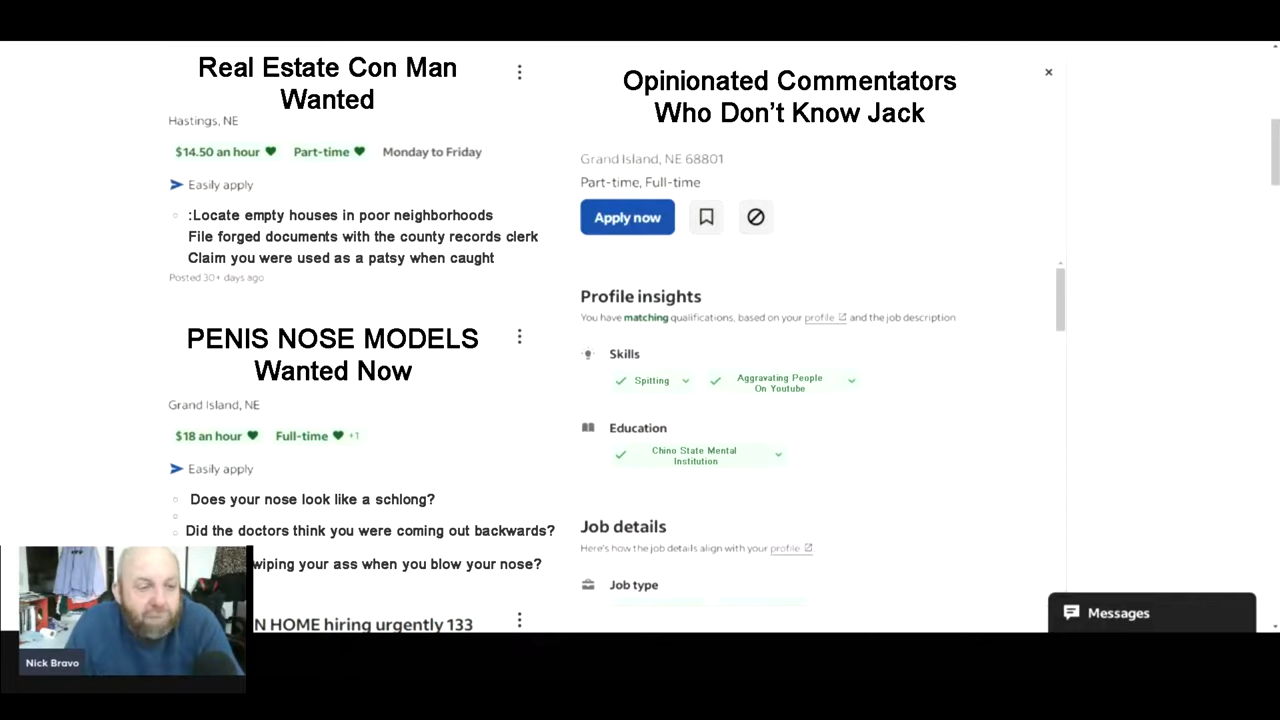 Real Estate Con Man
Wanted
Hastings, NE
$14.50 an hour Part-time Monday to Friday
Easily apply
:Locate empty houses in poor neighborhoods
File forged documents with the county records clerk
Claim you were used as a patsy when caught
Posted 30+ days ago
PENIS NOSE MODELS
Wanted Now
Grand Island, NE
$18 an hour Full-time +1
Easily apply
Does your nose look like a schlong?
Did the doctors think you were coming out backwards?
wiping your ass when you blow your nose?
N HOME hiring urgently 133
Nick Bravo
Opinionated Commentators
Who Don't Know Jack
Grand Island, NE 68801
Part-time, Full-time
Apply now
Profile insights
You have matching qualifications, based on your profile and the job description
Skills
Spitting
Aggravating People
On Youtube
Education
Chino State Mental
Institution
Job details
Here's how the job details align with your profile.
Job type
Messages